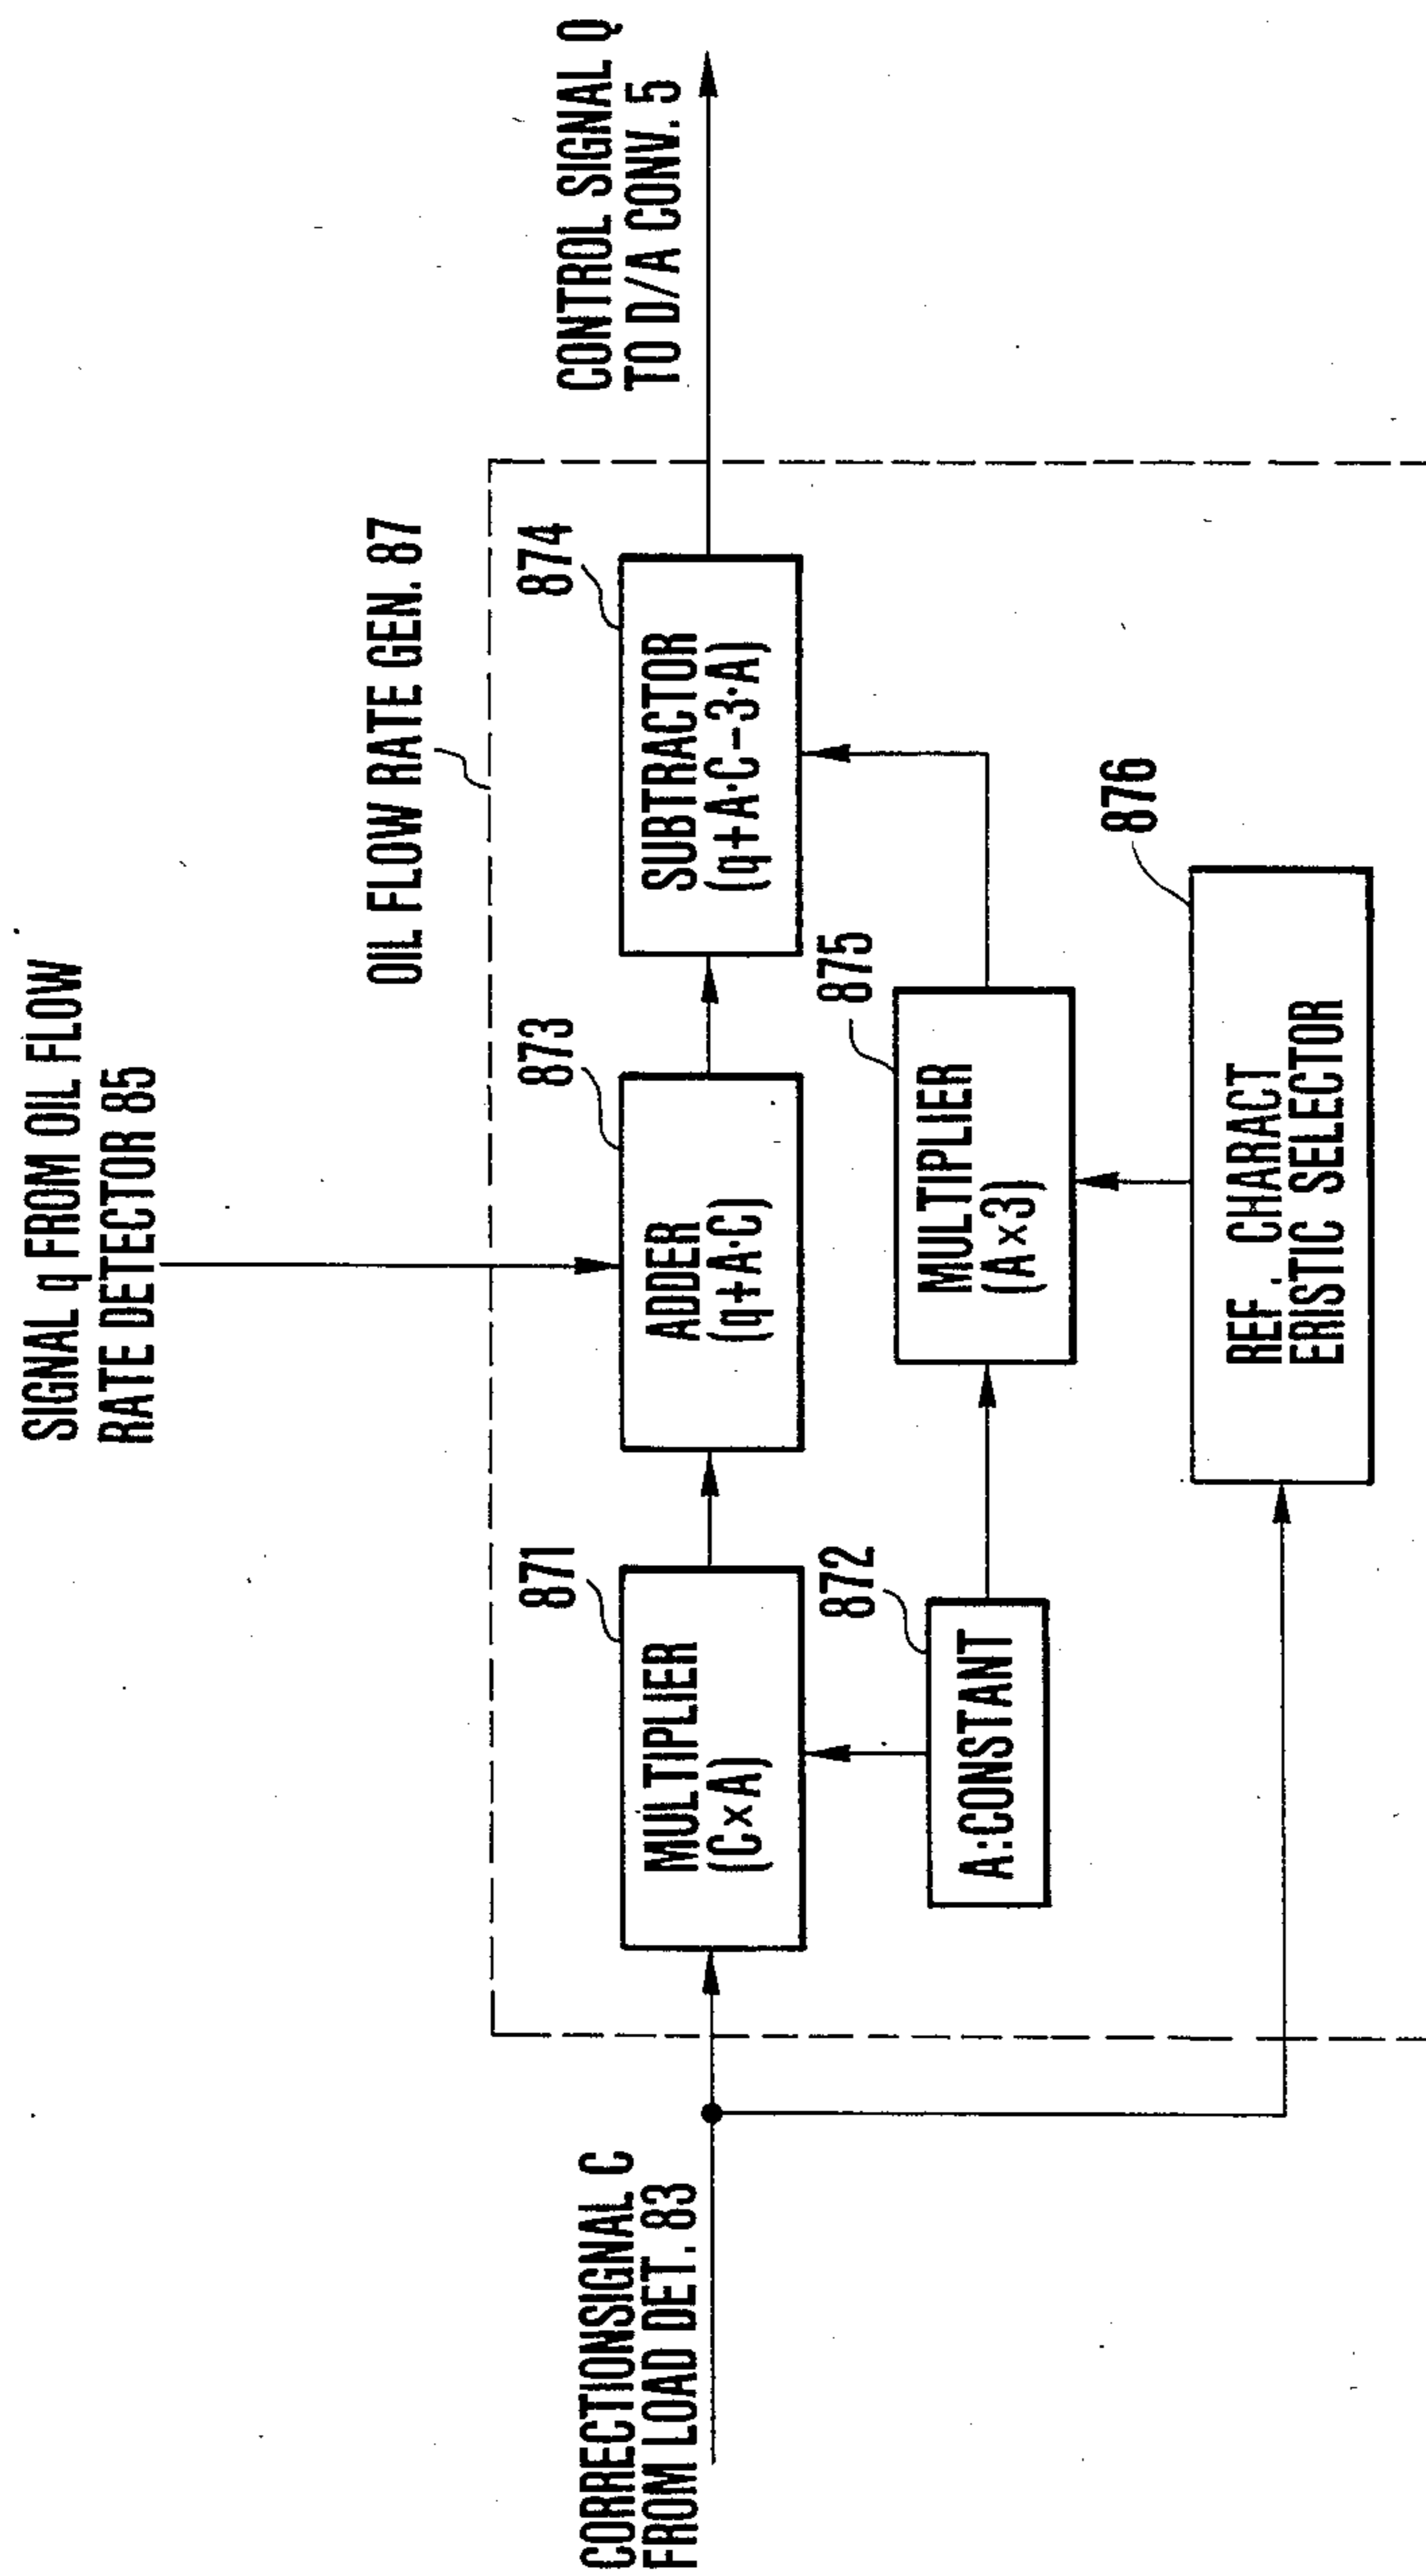 SIGNAL q FROM OIL FLOW
RATE DETECTOR 85
OIL FLOW RATE GEN. 87
CORRECTIONSIGNAL C
FROM LOAD DET. 83
871
MULTIPLIER
(C×A)
873
ADDER
(q+A·C)
874
SUBTRACTOR
(q+A·C-3·A)
CONTROL SIGNAL Q
TO D/A CONV. 5
872
A:CONSTANT
875
MULTIPLIER
(A×3)
876
REF. CHARACT
ERISTIC SELECTOR